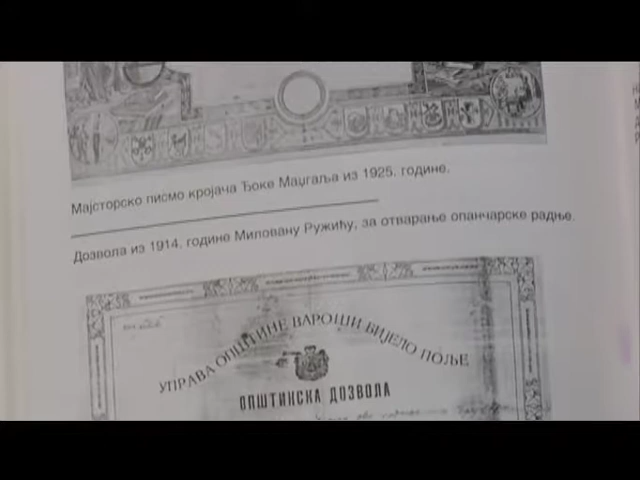 Мајсторско писмо кројача Ђоке Мацгаља из 1925. године.
Дозвола из 1914. године Миловану Ружићу, за отварање опанчарске радње.
УПРАВА ОПШТИНЕ ВАРОШИ БИЈЕЛО ПОЉЕ
ОПШТИНСКА ДОЗВОЛА